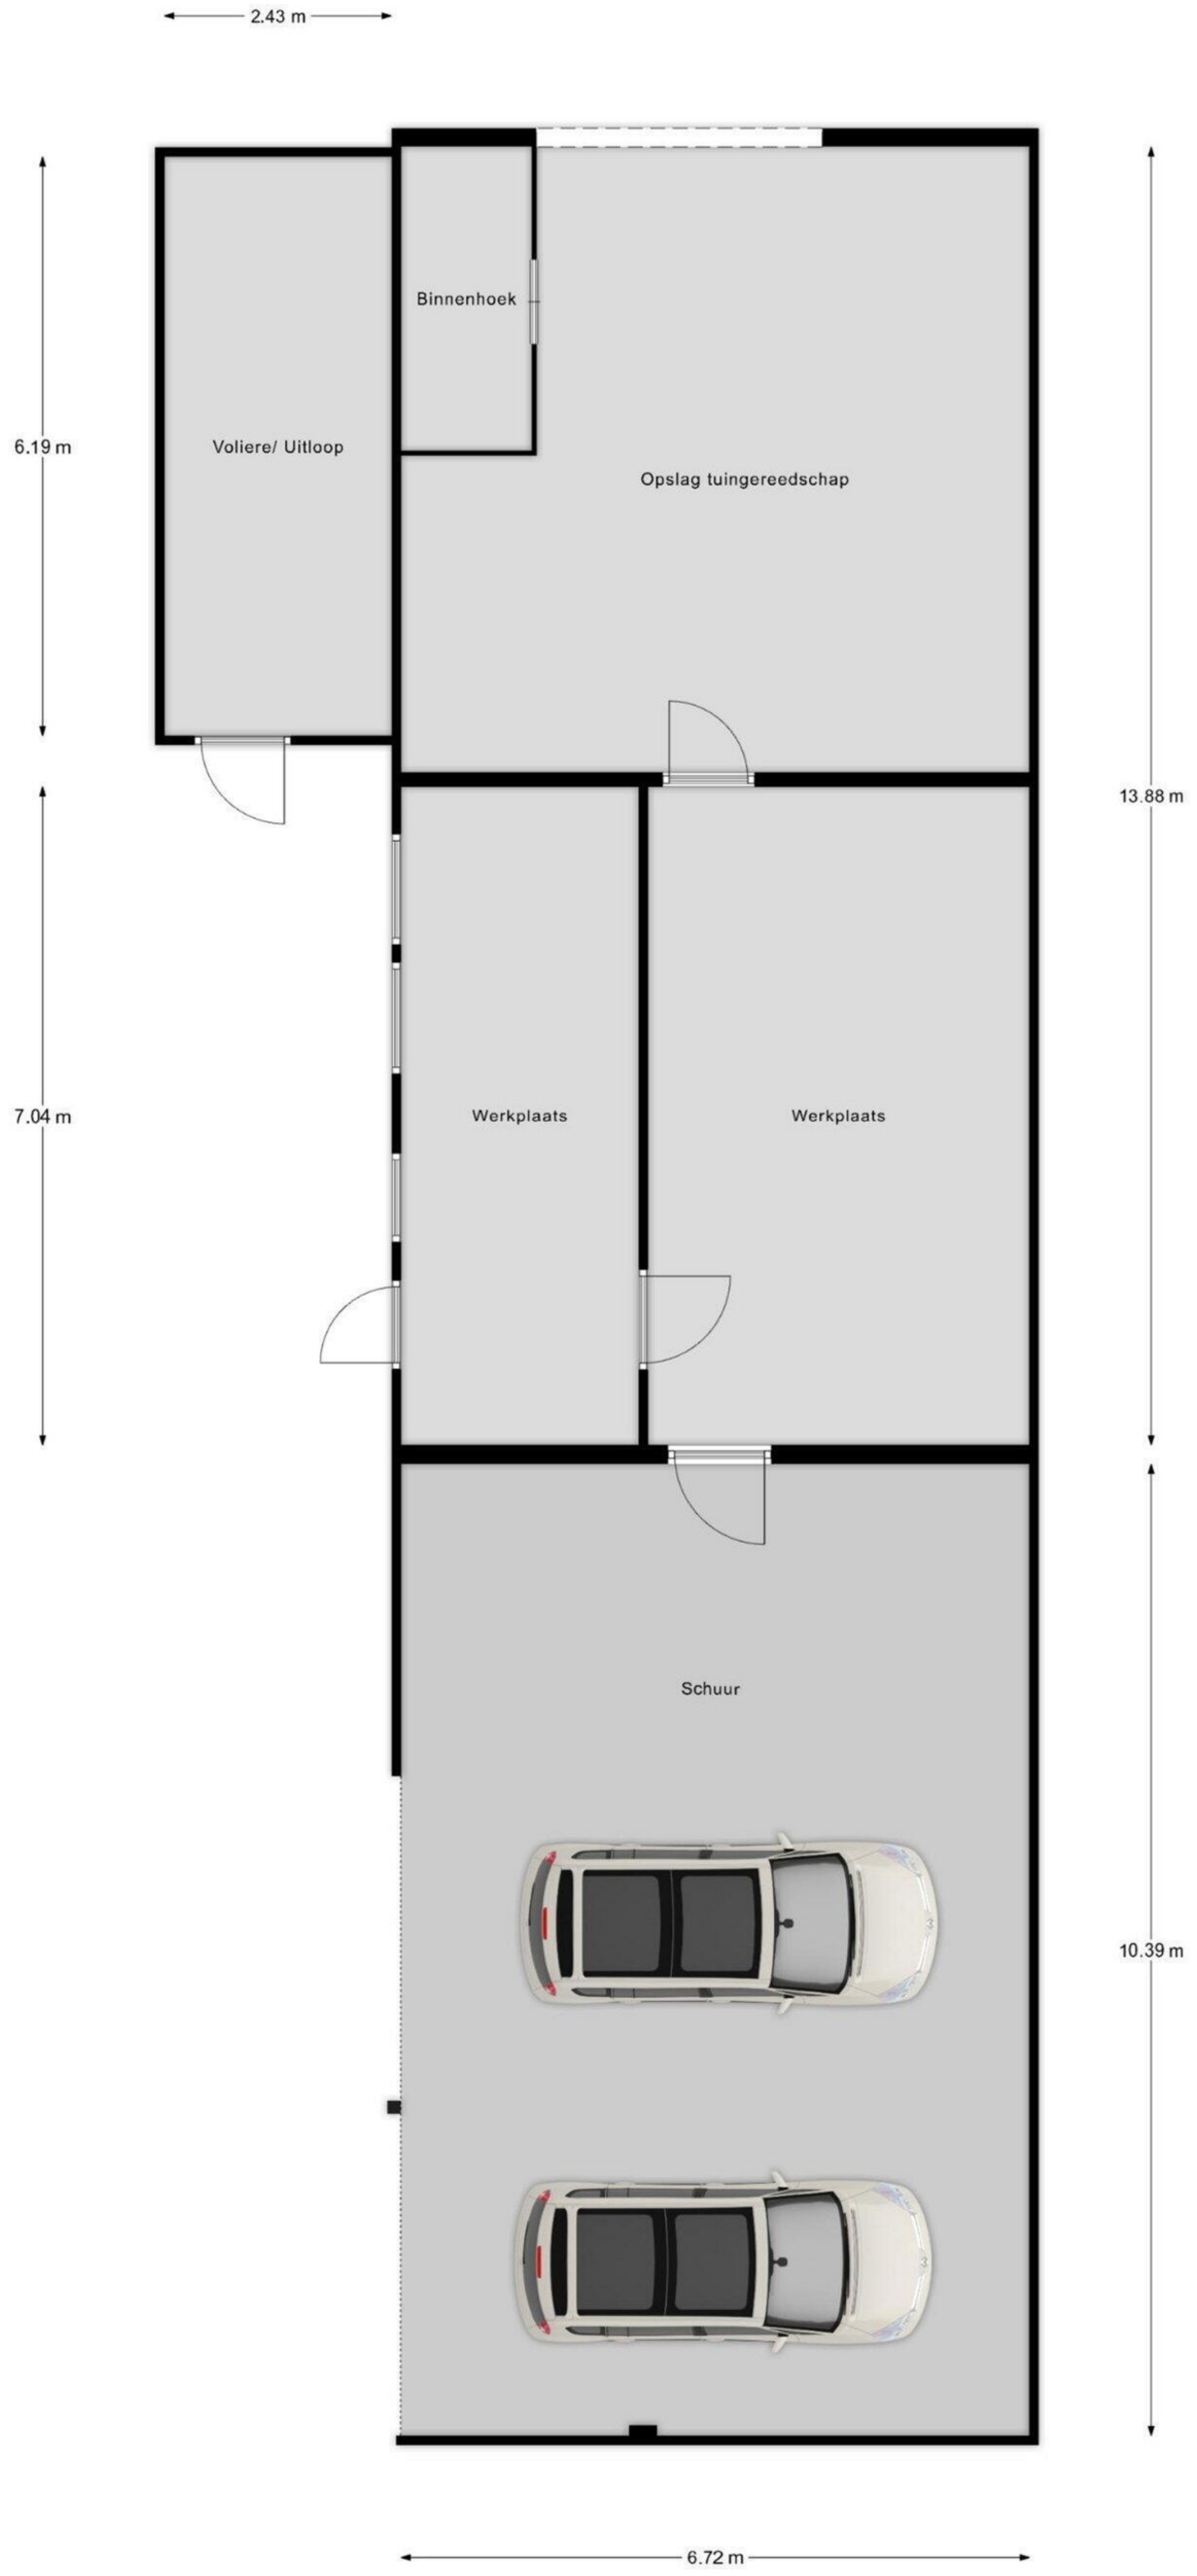 2.43 m
Binnenhoek
6.19 m
Voliere/ Uitloop
Opslag tuingereedschap
13.88 m
7.04 m
Werkplaats
Werkplaats
Schuur
10.39 m
6.72 m